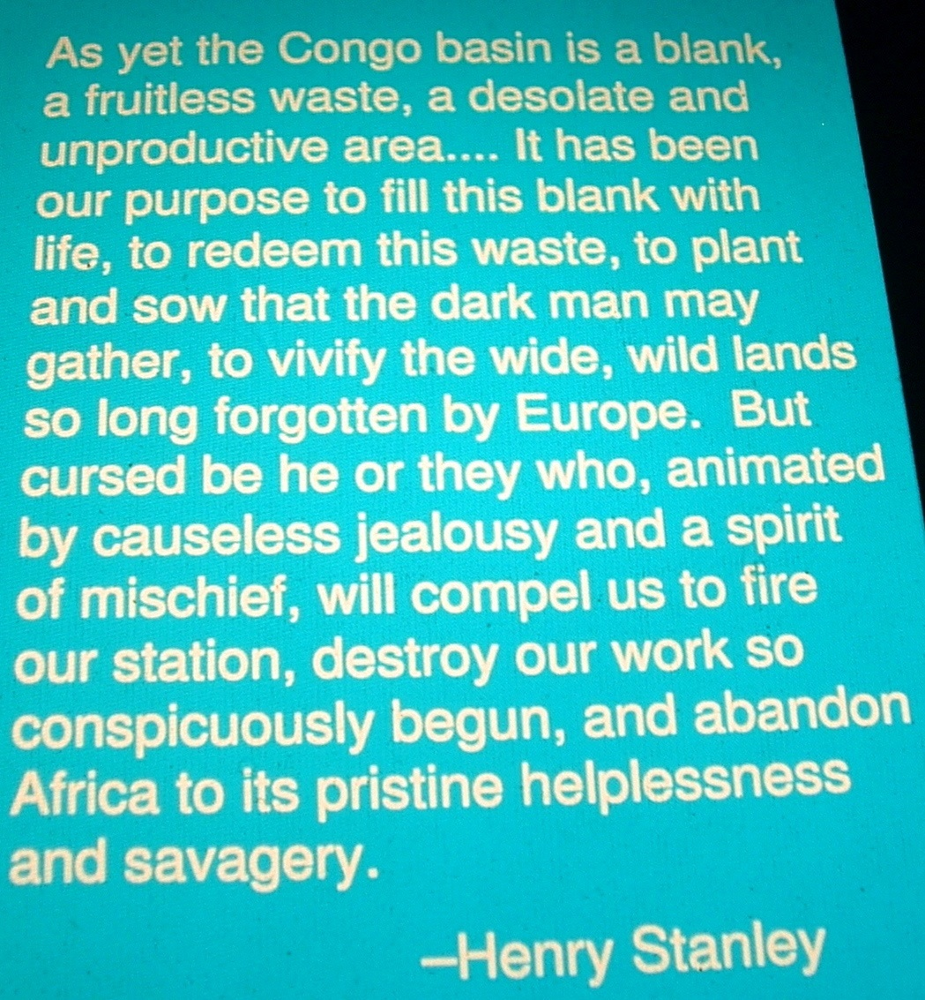 As yet the Congo basin is a blank,
a fruitless waste, a desolate and
unproductive area.... It has been
our purpose to fill this blank with
life, to redeem this waste, to plant
and sow that the dark man may
gather, to vivify the wide, wild lands
so long forgotten by Europe. But
cursed be he or they who, animated
by causeless jealousy and a spirit
of mischief, will compel us to fire
our station, destroy our work so
conspicuously begun, and abandon
Africa to its pristine helplessness
and savagery.
–Henry Stanley